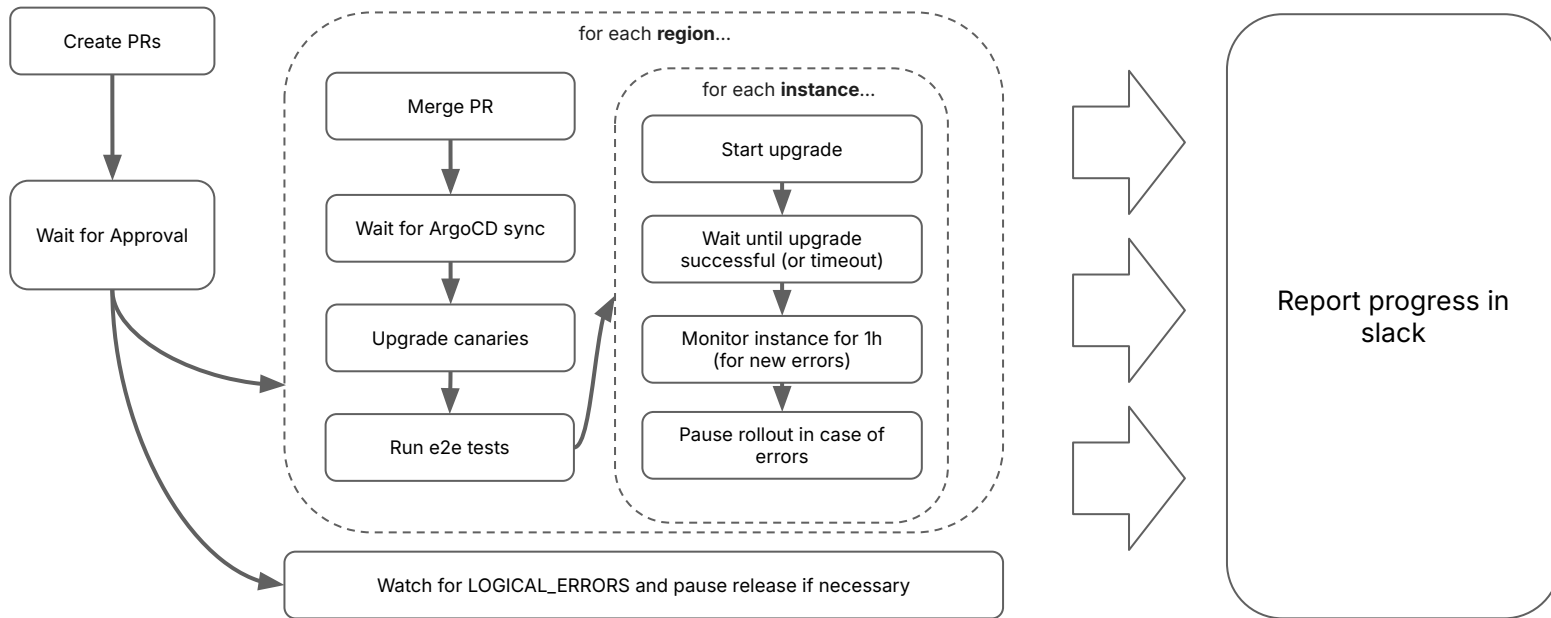 Create PRs
Wait for Approval
for each region...
Merge PR
Wait for ArgoCD sync
Upgrade canaries
Run e2e tests
for each instance...
Start upgrade
Wait until upgrade
successful (or timeout)
Monitor instance for 1h
(for new errors)
Pause rollout in case of
errors
Watch for LOGICAL_ERRORS and pause release if necessary
Report progress in
slack